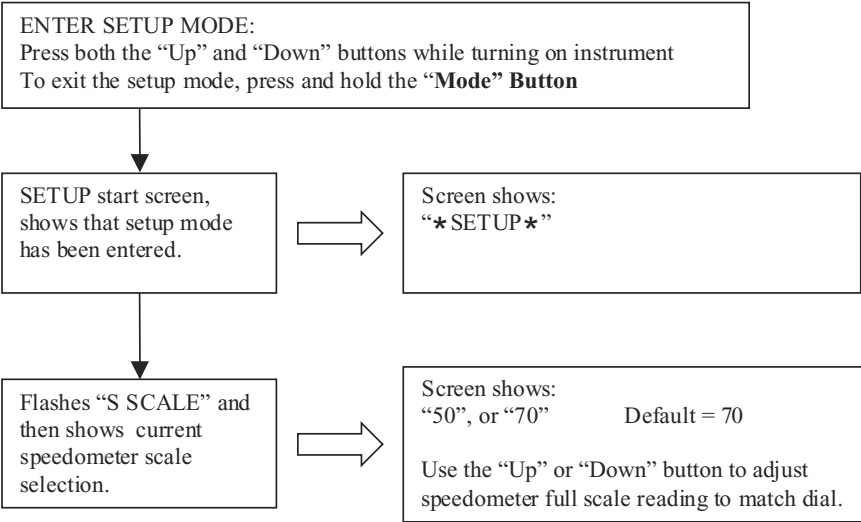 ENTER SETUP MODE:
Press both the “Up” and “Down” buttons while turning on instrument
To exit the setup mode, press and hold the “Mode” Button
SETUP start screen,
shows that setup mode
has been entered.
Screen shows:
“*SETUP*”
Flashes “S SCALE” and
then shows current
speedometer scale
selection.
Screen shows:
“50”, or “70” Default = 70
Use the “Up” or “Down” button to adjust
speedometer full scale reading to match dial.